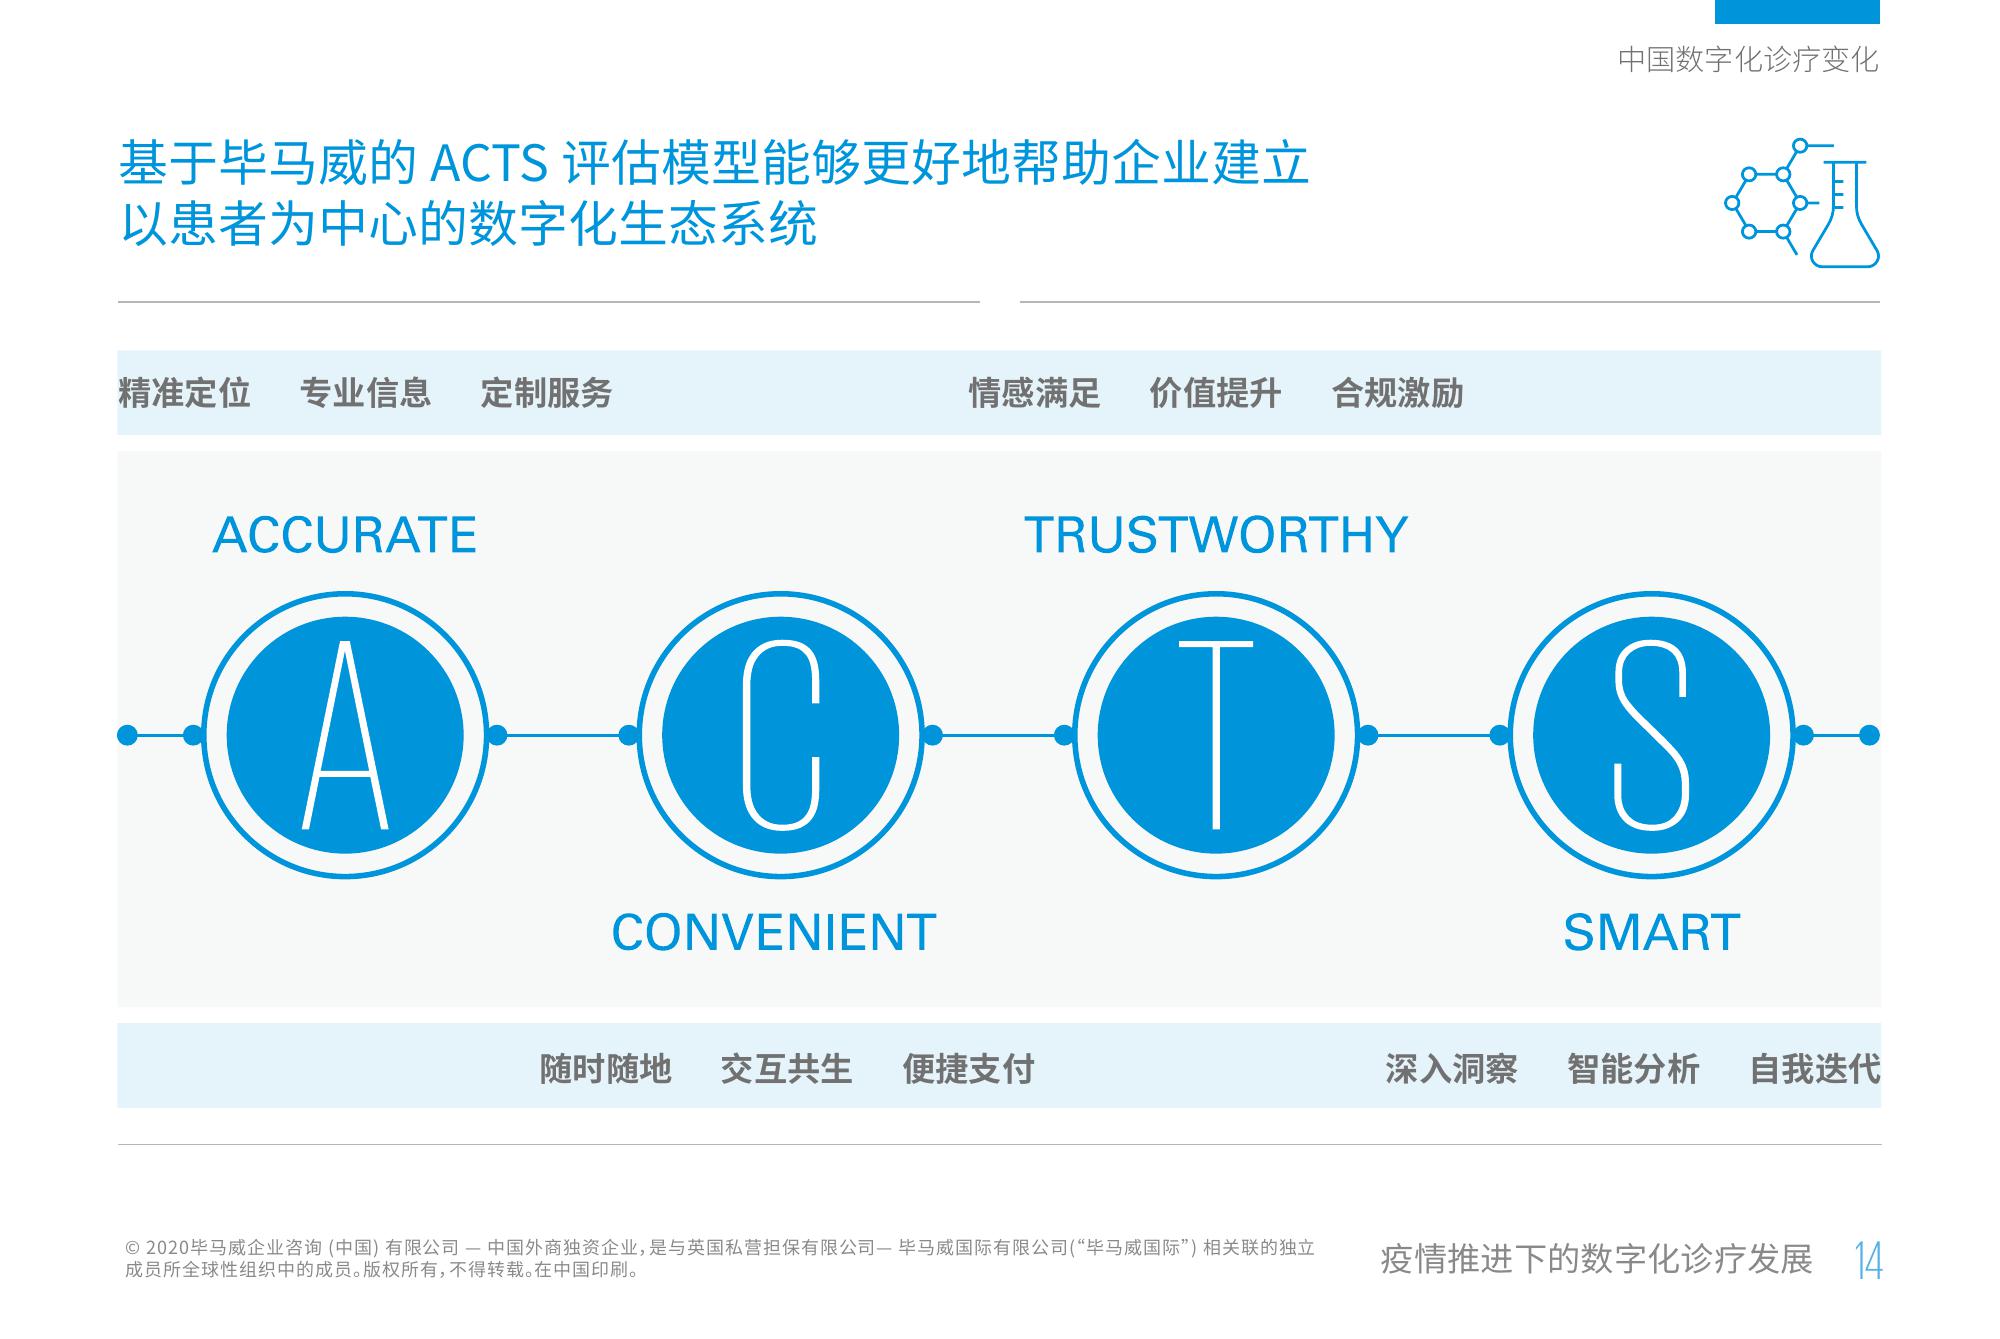 中国数字化诊疗变化
基于毕马威的 ACTS 评估模型能够更好地帮助企业建立
以患者为中心的数字化生态系统
精准定位 专业信息 定制服务 情感满足 价值提升 合规激励
ACCURATE TRUSTWORTHY
A C T S
CONVENIENT SMART
随时随地 交互共生 便捷支付 深入洞察 智能分析 自我迭代
© 2020毕马威企业咨询 (中国) 有限公司 — 中国外商独资企业，是与英国私营担保有限公司— 毕马威国际有限公司(“毕马威国际”) 相关联的独立
成员所全球性组织中的成员。版权所有，不得转载。在中国印刷。
疫情推进下的数字化诊疗发展 14